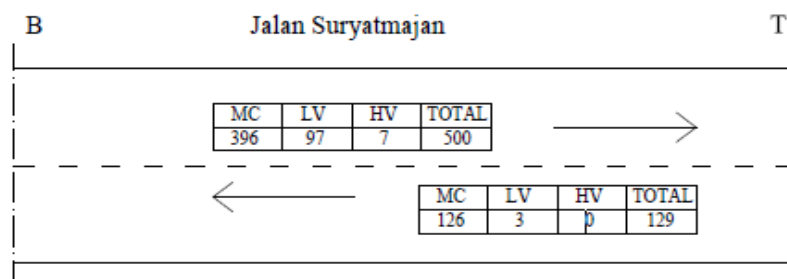 B Jalan Suryatmajan T
MC LV HV TOTAL
396 97 7 500
MC LV HV TOTAL
126 3 0 129